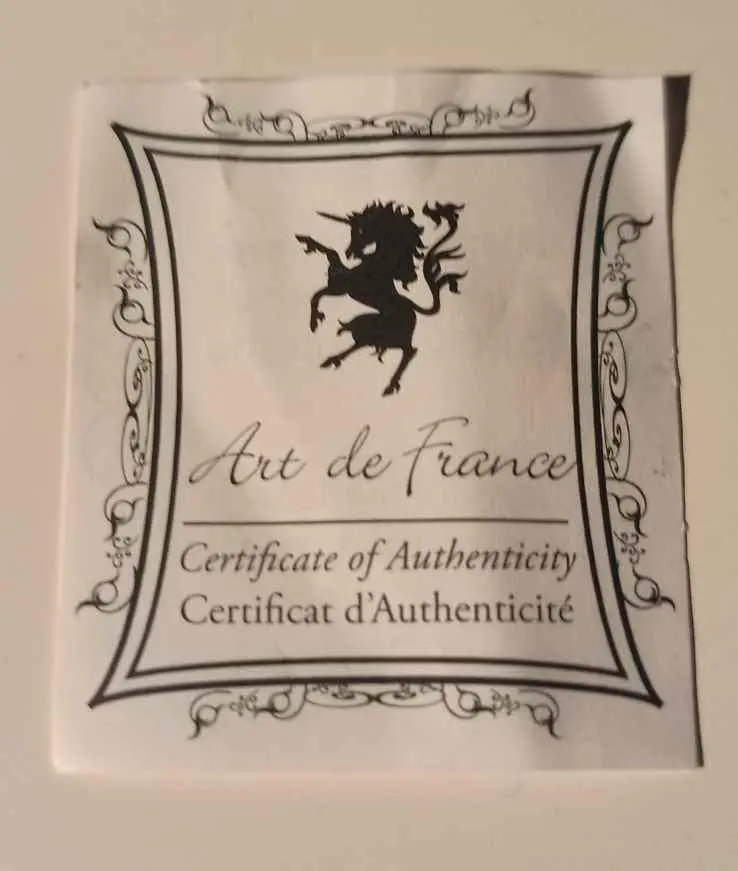 Art de France
Certificate of Authenticity
Certificat d'Authenticité